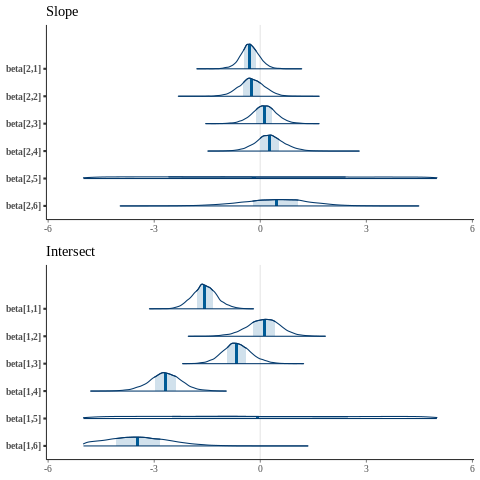 Slope
beta[2,1]
beta[2,2]
beta[2,3]
beta[2,4]
beta[2,5]
beta[2,6]
-6 -3 0 3 6
Intersect
beta[1,1]
beta[1,2]
beta[1,3]
beta[1,4]
beta[1,5]
beta[1,6]
-6 -3 0 3 6